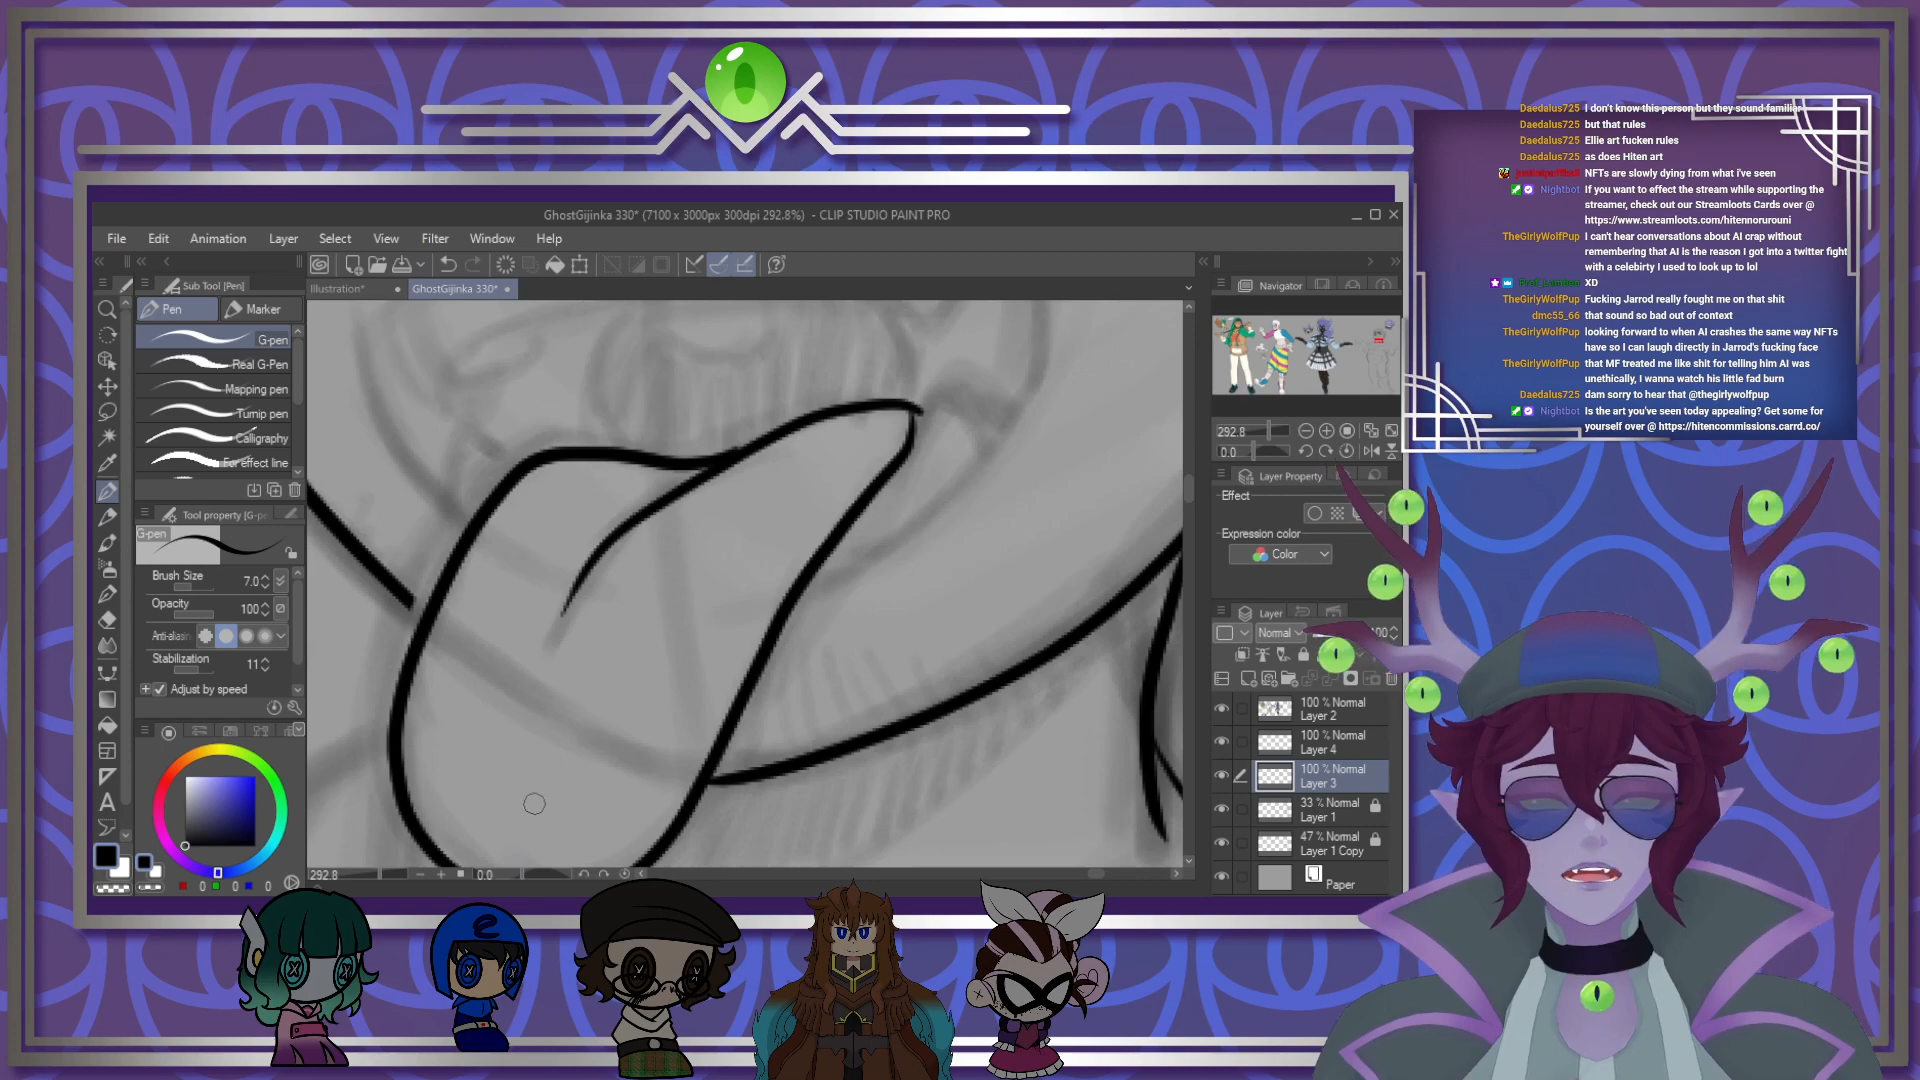 GhostGijinka 330* (7100 x 3000px 300dpi 292.8%) - CLIP STUDIO PAINT PRO
File Edit Animation Layer Select View Filter Window Help
Sub Tool [Pen]
Illustration*
GhostGijinka 330*
Pen
Marker
G-pen
Real G-Pen
Mapping pen
Turnip pen
Calligraphy
For effect line
Tool property [G-pe
G-pen
Brush Size 7.0
Opacity 100
Anti-aliasin
Stabilization 11
Adjust by speed
0 0 0
292.8 0.0
Navigator
292.8
0.0
Layer Property
Effect
Expression color
Color
Layer
Normal
100
100 % Normal
Layer 2
100 % Normal
Layer 4
100 % Normal
Layer 3
33 % Normal
Layer 1
47 % Normal
Layer 1 Copy
Paper
Daedalus725 I don't know this person but they sound familiar
Daedalus725 but that rules
Daedalus725 Ellie art fucken rules
Daedalus725 as does Hiten art
NFTs are slowly dying from what i've seen
Nightbot If you want to effect the stream while supporting the
streamer, check out our Streamloots Cards over @
https://www.streamloots.com/hitennorurouni
TheGirlyWolfPup I can't hear conversations about AI crap without
remembering that AI is the reason I got into a twitter fight
with a celebirty I used to look up to lol
XD
TheGirlyWolfPup Fucking Jarrod really fought me on that shit
dmc55_66 that sound so bad out of context
TheGirlyWolfPup looking forward to when AI crashes the same way NFTs
have so I can laugh directly in Jarrod's fucking face
TheGirlyWolfPup that MF treated me like shit for telling him AI was
unethically, I wanna watch his little fad burn
Daedalus725 dam sorry to hear that @thegirlywolfpup
Nightbot Is the art you've seen today appealing? Get some for
yourself over @ https://hitencommissions.carrd.co/